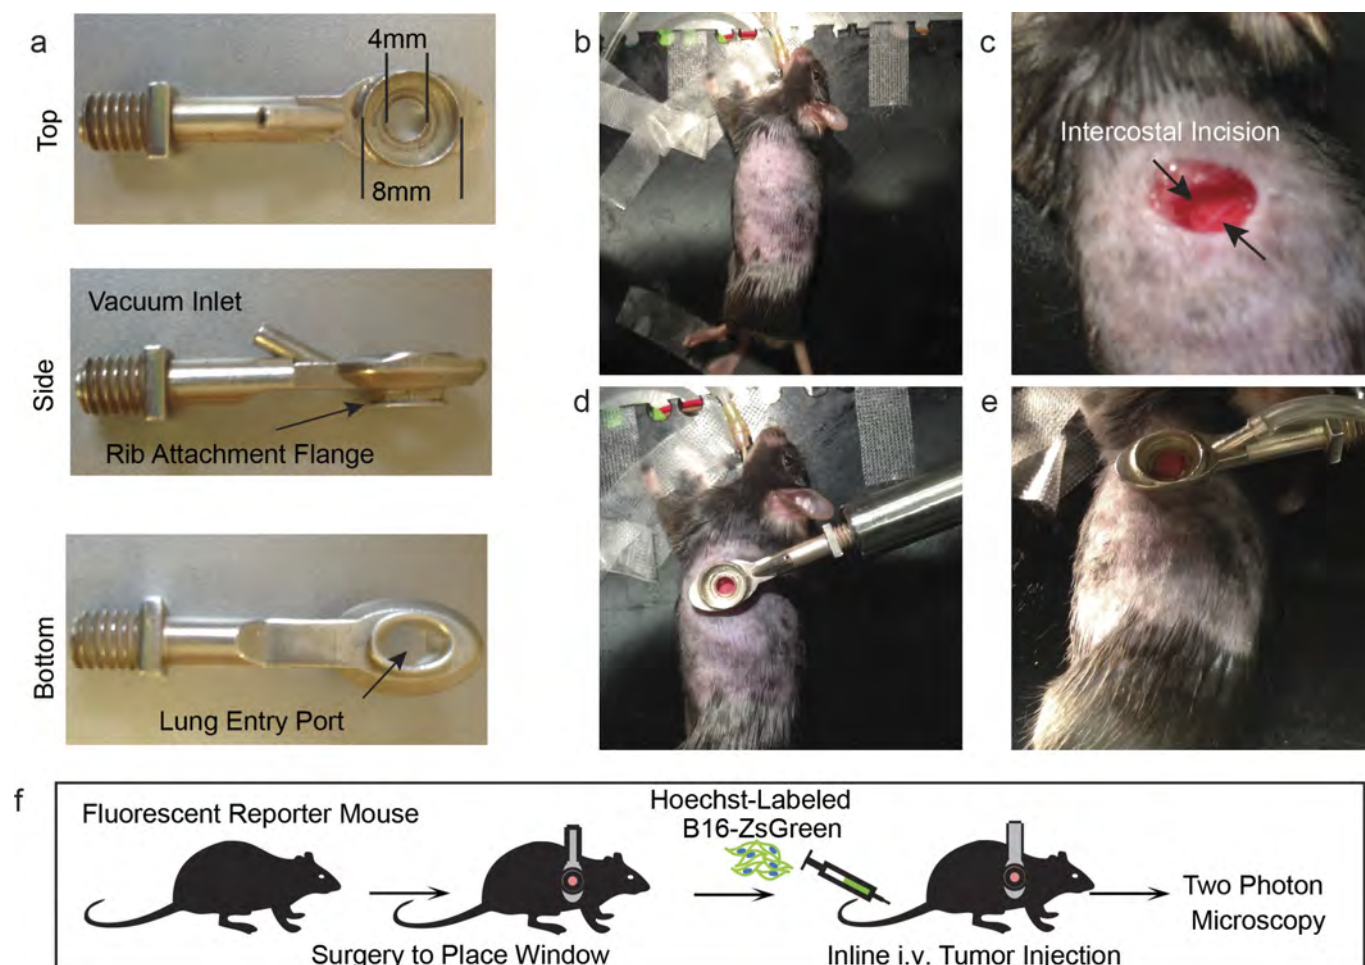 a
Top
4mm
8mm
Side
Vacuum Inlet
Rib Attachment Flange
Bottom
Lung Entry Port
b
c
Intercostal Incision
d
e
f
Fluorescent Reporter Mouse
Surgery to Place Window
Hoechst-Labeled
B16-ZsGreen
Inline i.v. Tumor Injection
Two Photon
Microscopy